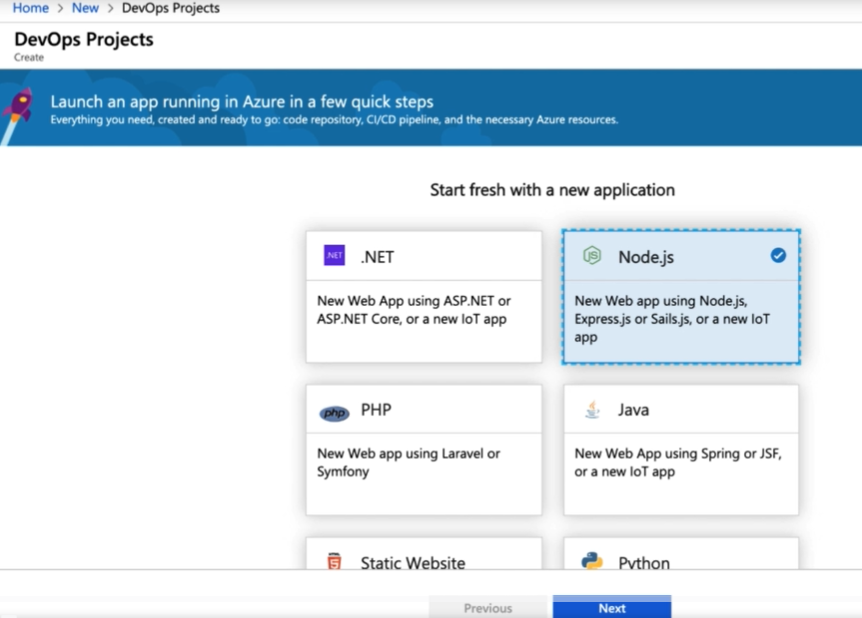 Home > New > DevOps Projects
DevOps Projects
Create
Launch an app running in Azure in a few quick steps
Everything you need, created and ready to go: code repository, CI/CD pipeline, and the necessary Azure resources.
Start fresh with a new application
.NET .NET
New Web App using ASP.NET or
ASP.NET Core, or a new IoT app
JS Node.js
New Web app using Node.js,
Express.js or Sails.js, or a new IoT
app
php PHP
New Web app using Laravel or
Symfony
Java
New Web App using Spring or JSF,
or a new IoT app
5 Static Website
Python
Previous
Next